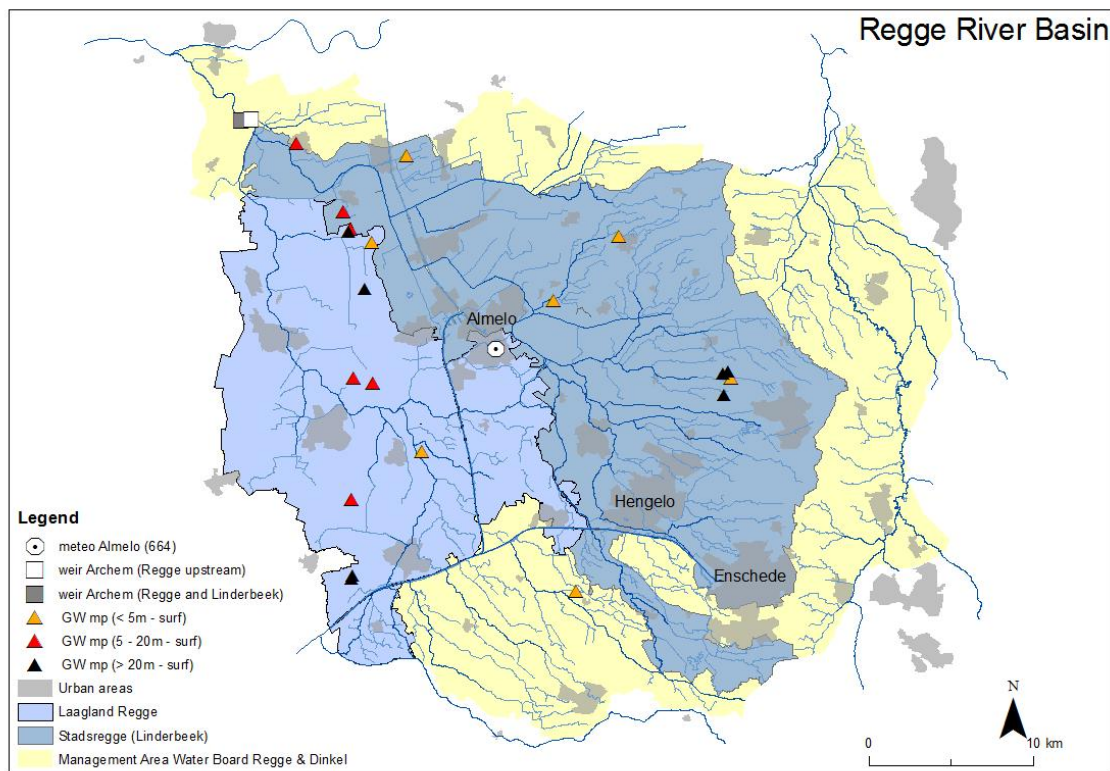 Regge River Basin
Almelo
Hengelo
Enschede
Legend
meteo Almelo (664)
weir Archem (Regge upstream)
weir Archem (Regge and Linderbeek)
GW mp (< 5m - surf)
GW mp (5 - 20m - surf)
GW mp (> 20m - surf)
Urban areas
Laagland Regge
Stadsregge (Linderbeek)
Management Area Water Board Regge & Dinkel
N
0 10 km